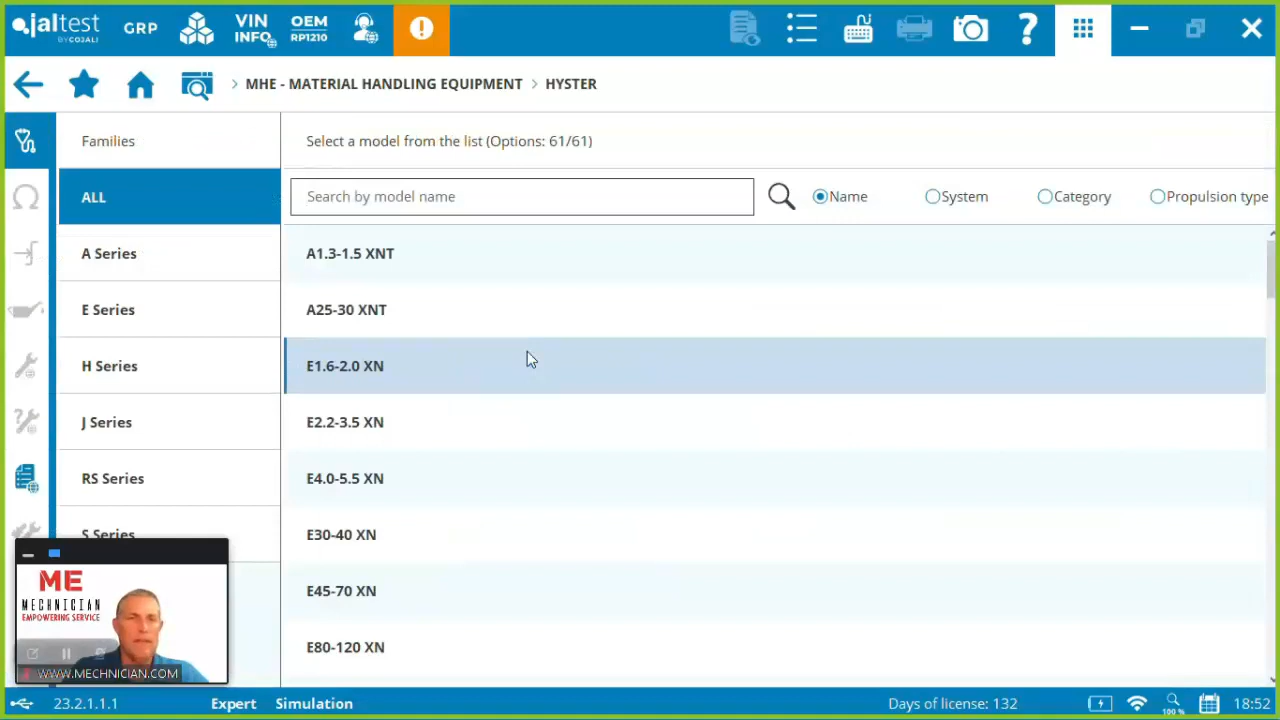 jaltest
BY COJALI
GRP
VIN
INFO
OEM
RP1210
MHE - MATERIAL HANDLING EQUIPMENT
HYSTER
Families
Select a model from the list (Options: 61/61)
ALL
Search by model name
Name
System
Category
Propulsion type
A Series
A1.3-1.5 XNT
E Series
A25-30 XNT
H Series
E1.6-2.0 XN
J Series
E2.2-3.5 XN
RS Series
E4.0-5.5 XN
S Series
E30-40 XN
E45-70 XN
E80-120 XN
ME
MECHNICIAN
EMPOWERING SERVICE
WWW.MECHNICIAN.COM
23.2.1.1.1
Expert
Simulation
Days of license: 132
100 %
18:52